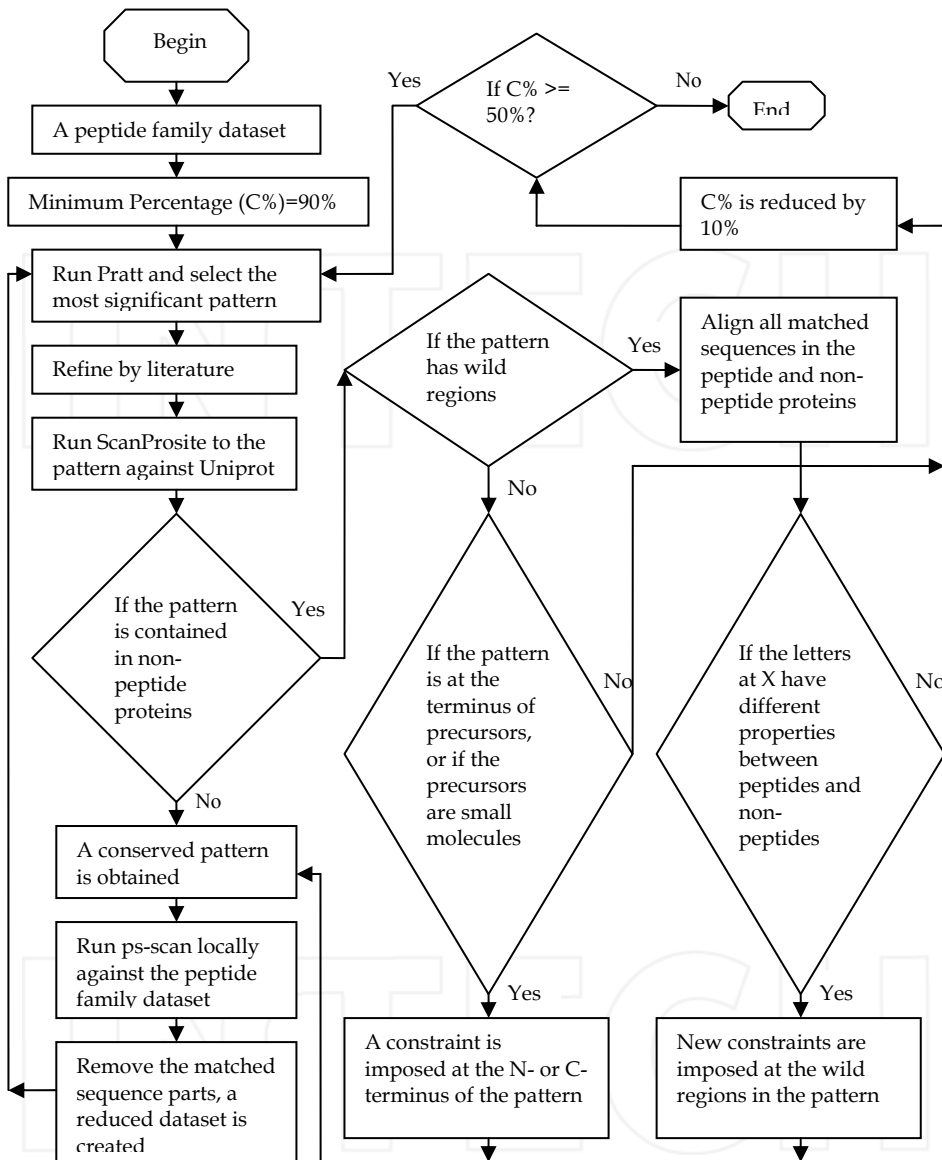 Begin
A peptide family dataset
Minimum Percentage (C%)=90%
Run Pratt and select the
most significant pattern
Refine by literature
Run ScanProsite to the
pattern against Uniprot
If the pattern
is contained
in non-
peptide
proteins
Yes
No
A conserved pattern
is obtained
Run ps-scan locally
against the peptide
family dataset
Remove the matched
sequence parts, a
reduced dataset is
created
Yes
If C% >=
50%?
No
End
C% is reduced by
10%
If the pattern
has wild
regions
Yes
No
Align all matched
sequences in the
peptide and non-
peptide proteins
If the pattern
is at the
terminus of
precursors,
or if the
precursors
are small
molecules
No
Yes
A constraint is
imposed at the N- or C-
terminus of the pattern
If the letters
at X have
different
properties
between
peptides and
non-
peptides
No
Yes
New constraints are
imposed at the wild
regions in the pattern
INTECH
INTECH